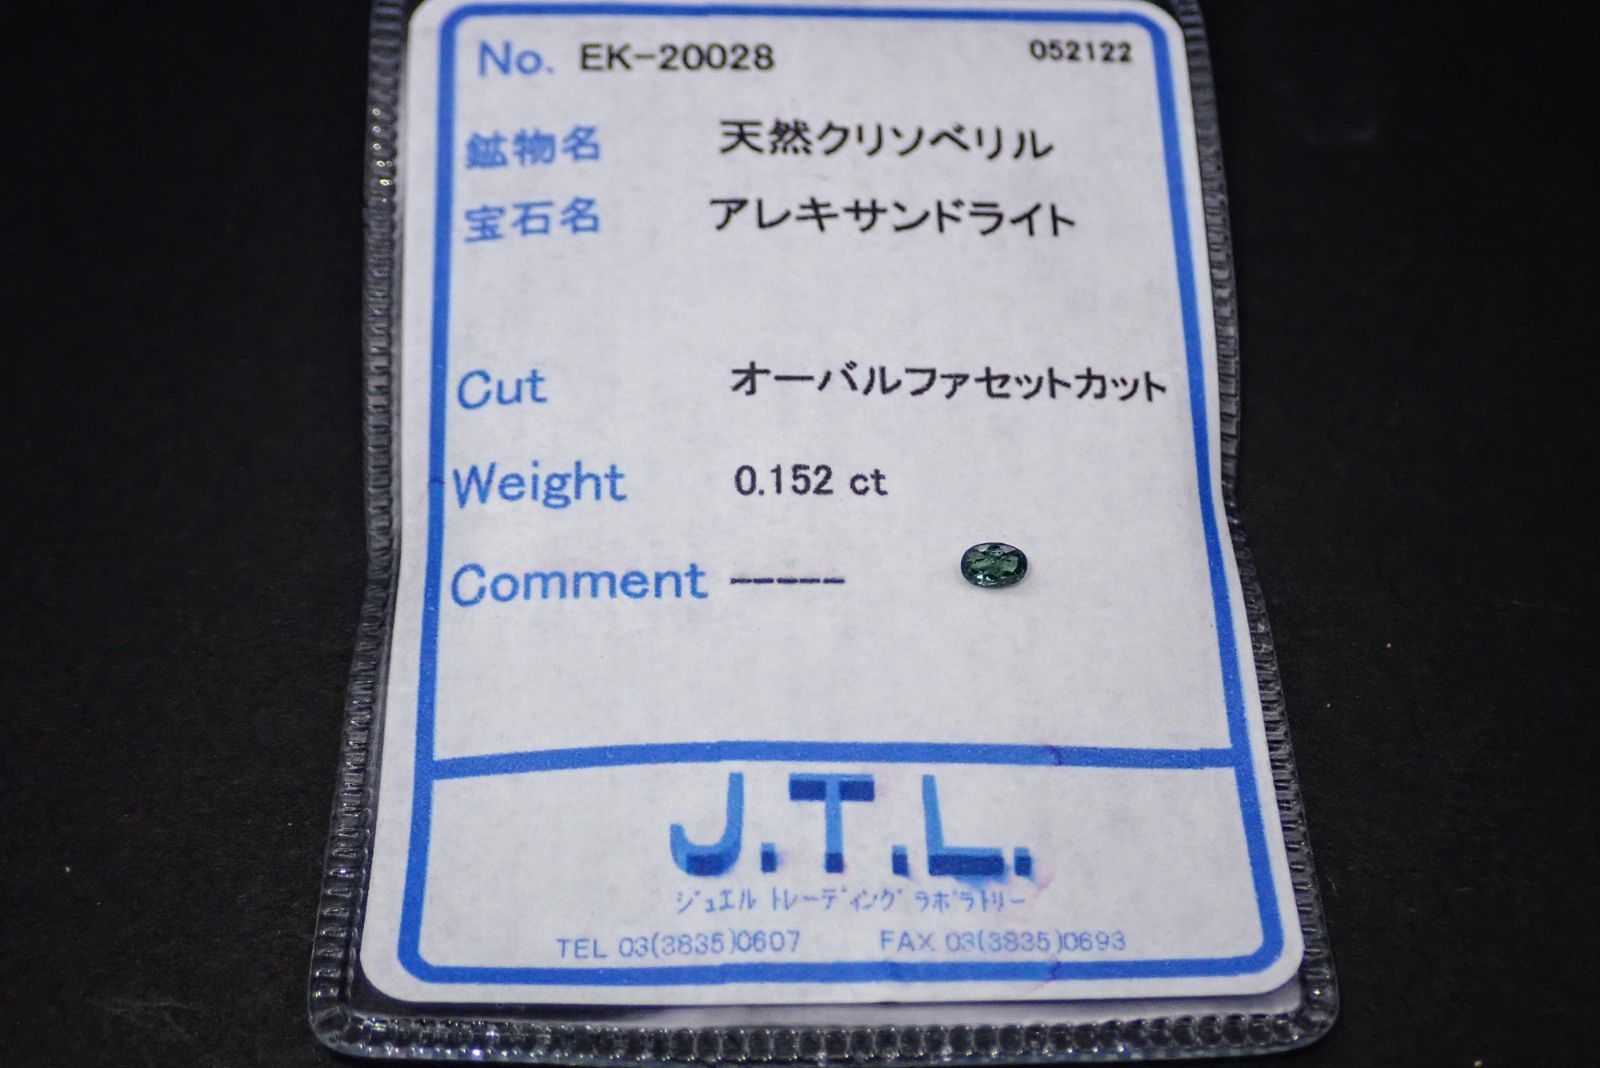 No. EK-20028 052122
鉱物名 天然クリソベリル
宝石名 アレキサンドライト
Cut オーバルファセットカット
Weight 0.152 ct
Comment ————
J.T.L.
ジュエル トレーディング ラボラトリー
TEL 03(3835)0607 FAX 03(3835)0693